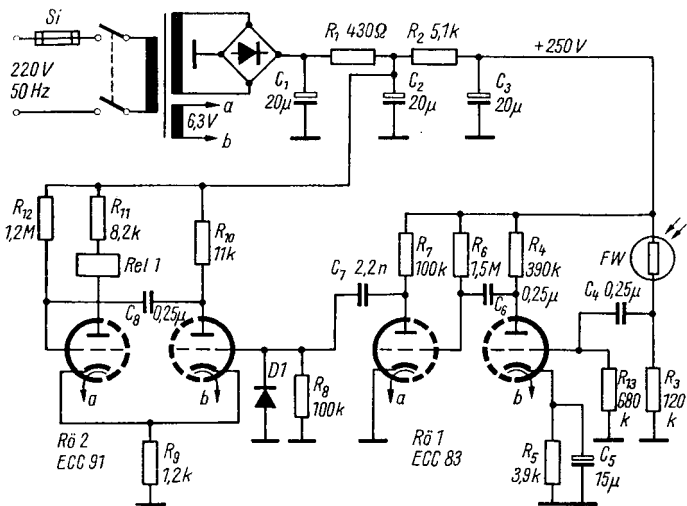 Si
220 V
50 Hz
6,3 V
a
b
R1 430Ω
R2 5,1k
+250 V
C1
20µ
C2
20µ
C3
20µ
R12
1,2M
R11
8,2k
Rel 1
R10
11k
C8
0,25µ
C7 2,2n
R7
100k
R6
1,5M
R4
390k
C6
0,25µ
FW
C4 0,25µ
a
b
D1
R8
100k
a
b
R13
680
k
R3
120
k
Rö 2
ECC 91
R9
1,2k
Rö 1
ECC 83
R5
3,9k
C5
15µ